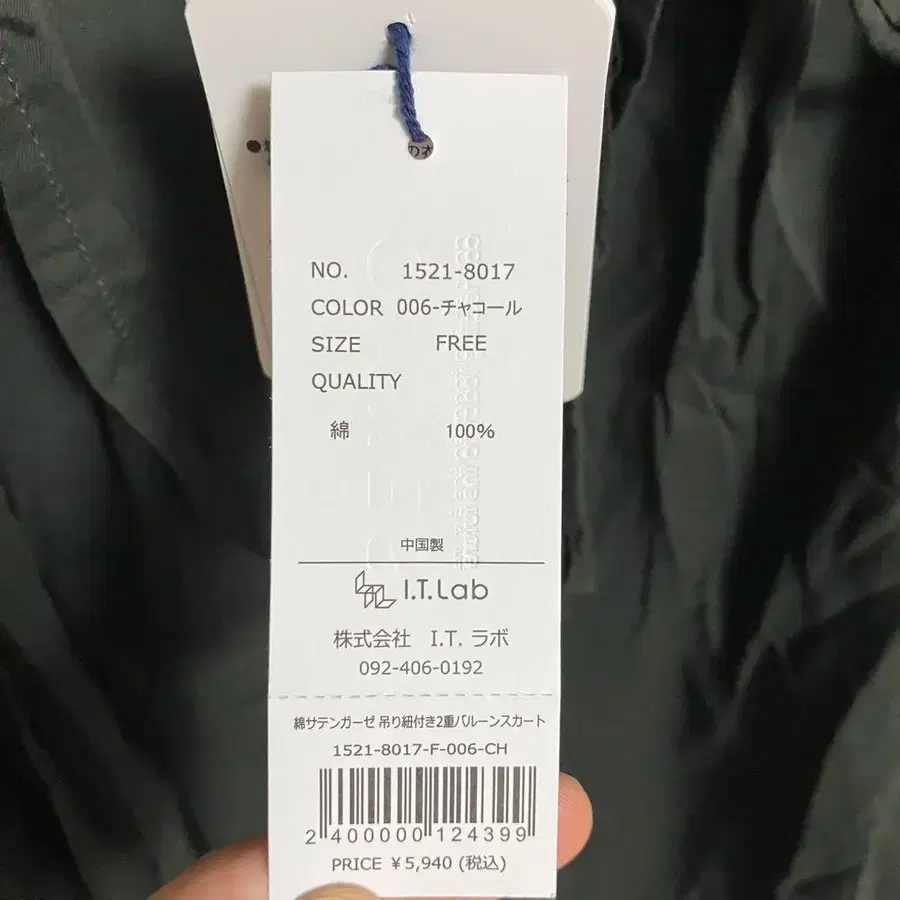 NO. 1521-8017
COLOR 006-チャコール
SIZE FREE
QUALITY
綿 100%
中国製
I.T.Lab
株式会社 I.T. ラボ
092-406-0192
綿サテンガーゼ 吊り紐付き2重バルーンスカート
1521-8017-F-006-CH
2 400000 124399
PRICE ¥5,940 (税込)